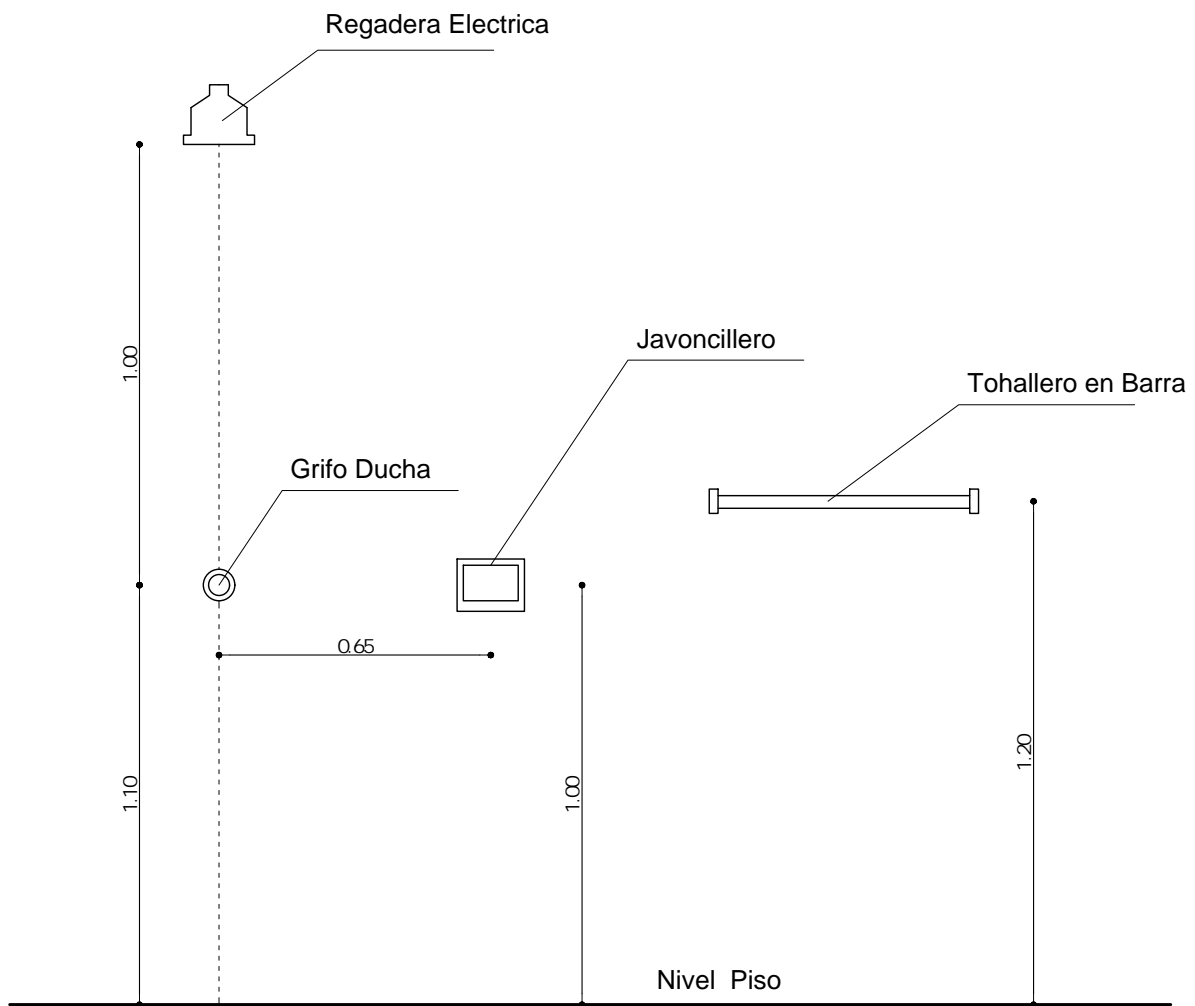 Regadera Electrica
Javoncillero
1.00
Tohallero en Barra
Grifo Ducha
0.65
1.10
1.00
1.20
Nivel Piso